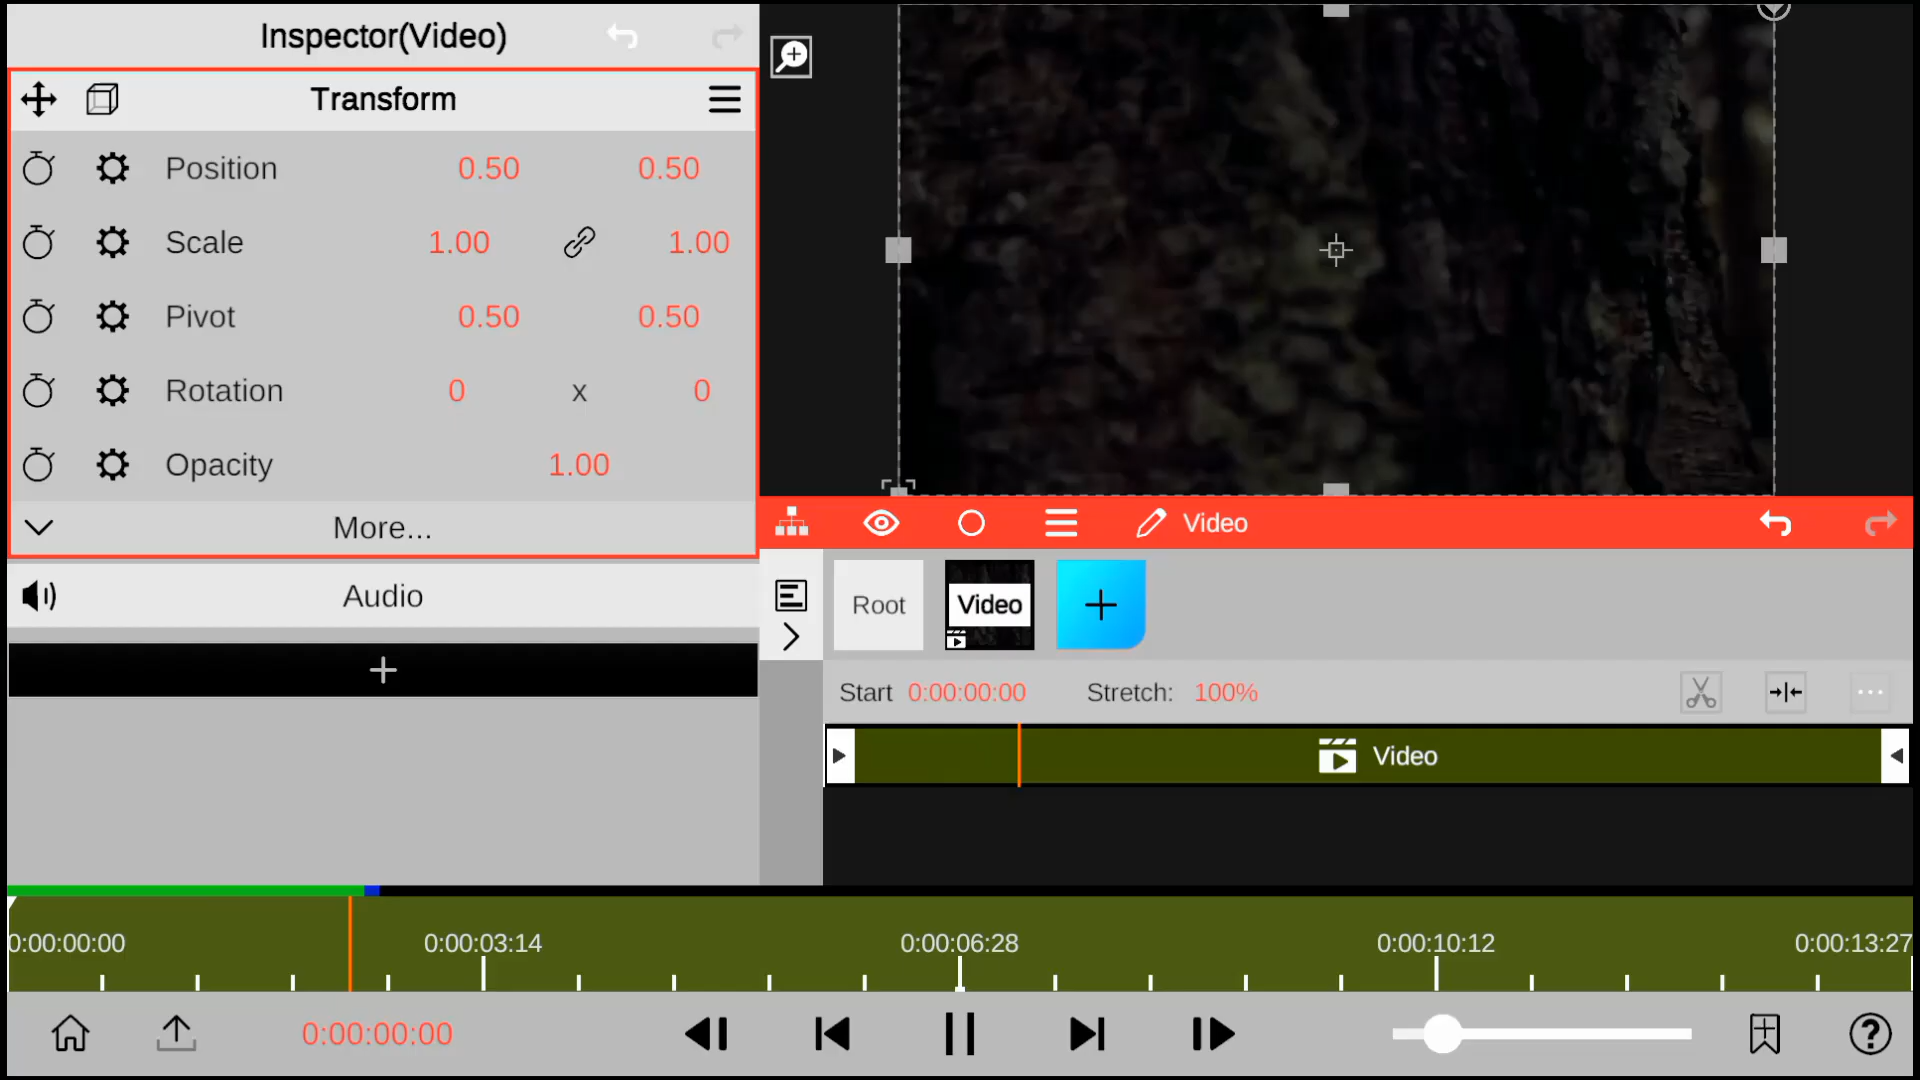 Inspector(Video)
Transform
Position 0.50 0.50
Scale 1.00 1.00
Pivot 0.50 0.50
Rotation 0 x 0
Opacity 1.00
More...
Audio
Video
Root
Video
Start 0:00:00:00 Stretch: 100%
Video
0:00:00:00 0:00:03:14 0:00:06:28 0:00:10:12 0:00:13:27
0:00:00:00